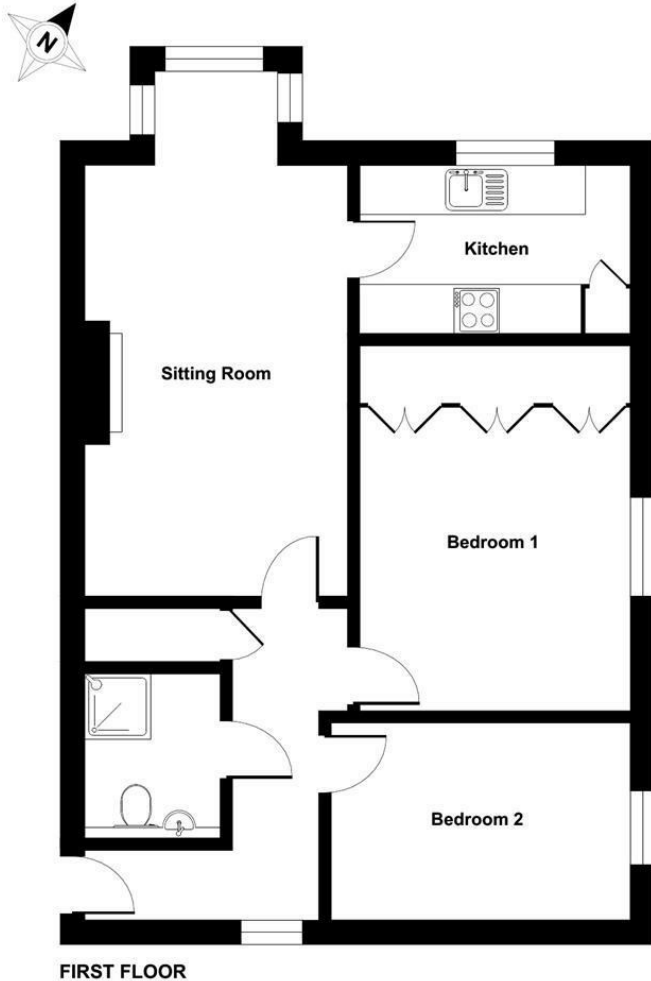 N
Kitchen
Sitting Room
Bedroom 1
Bedroom 2
FIRST FLOOR